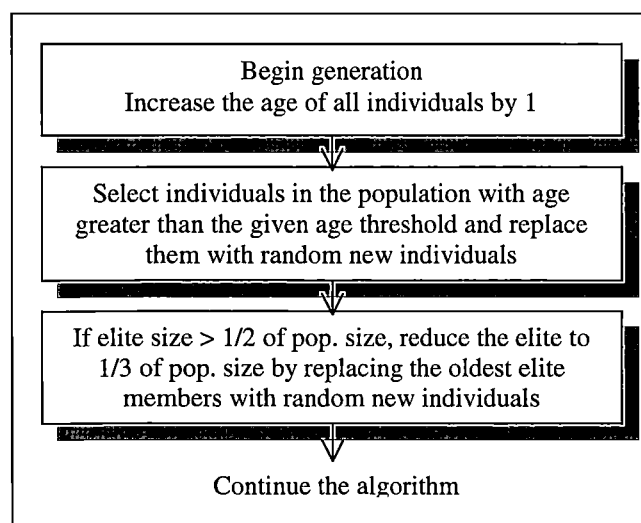 Begin generation
Increase the age of all individuals by 1
Select individuals in the population with age
greater than the given age threshold and replace
them with random new individuals
If elite size > 1/2 of pop. size, reduce the elite to
1/3 of pop. size by replacing the oldest elite
members with random new individuals
Continue the algorithm